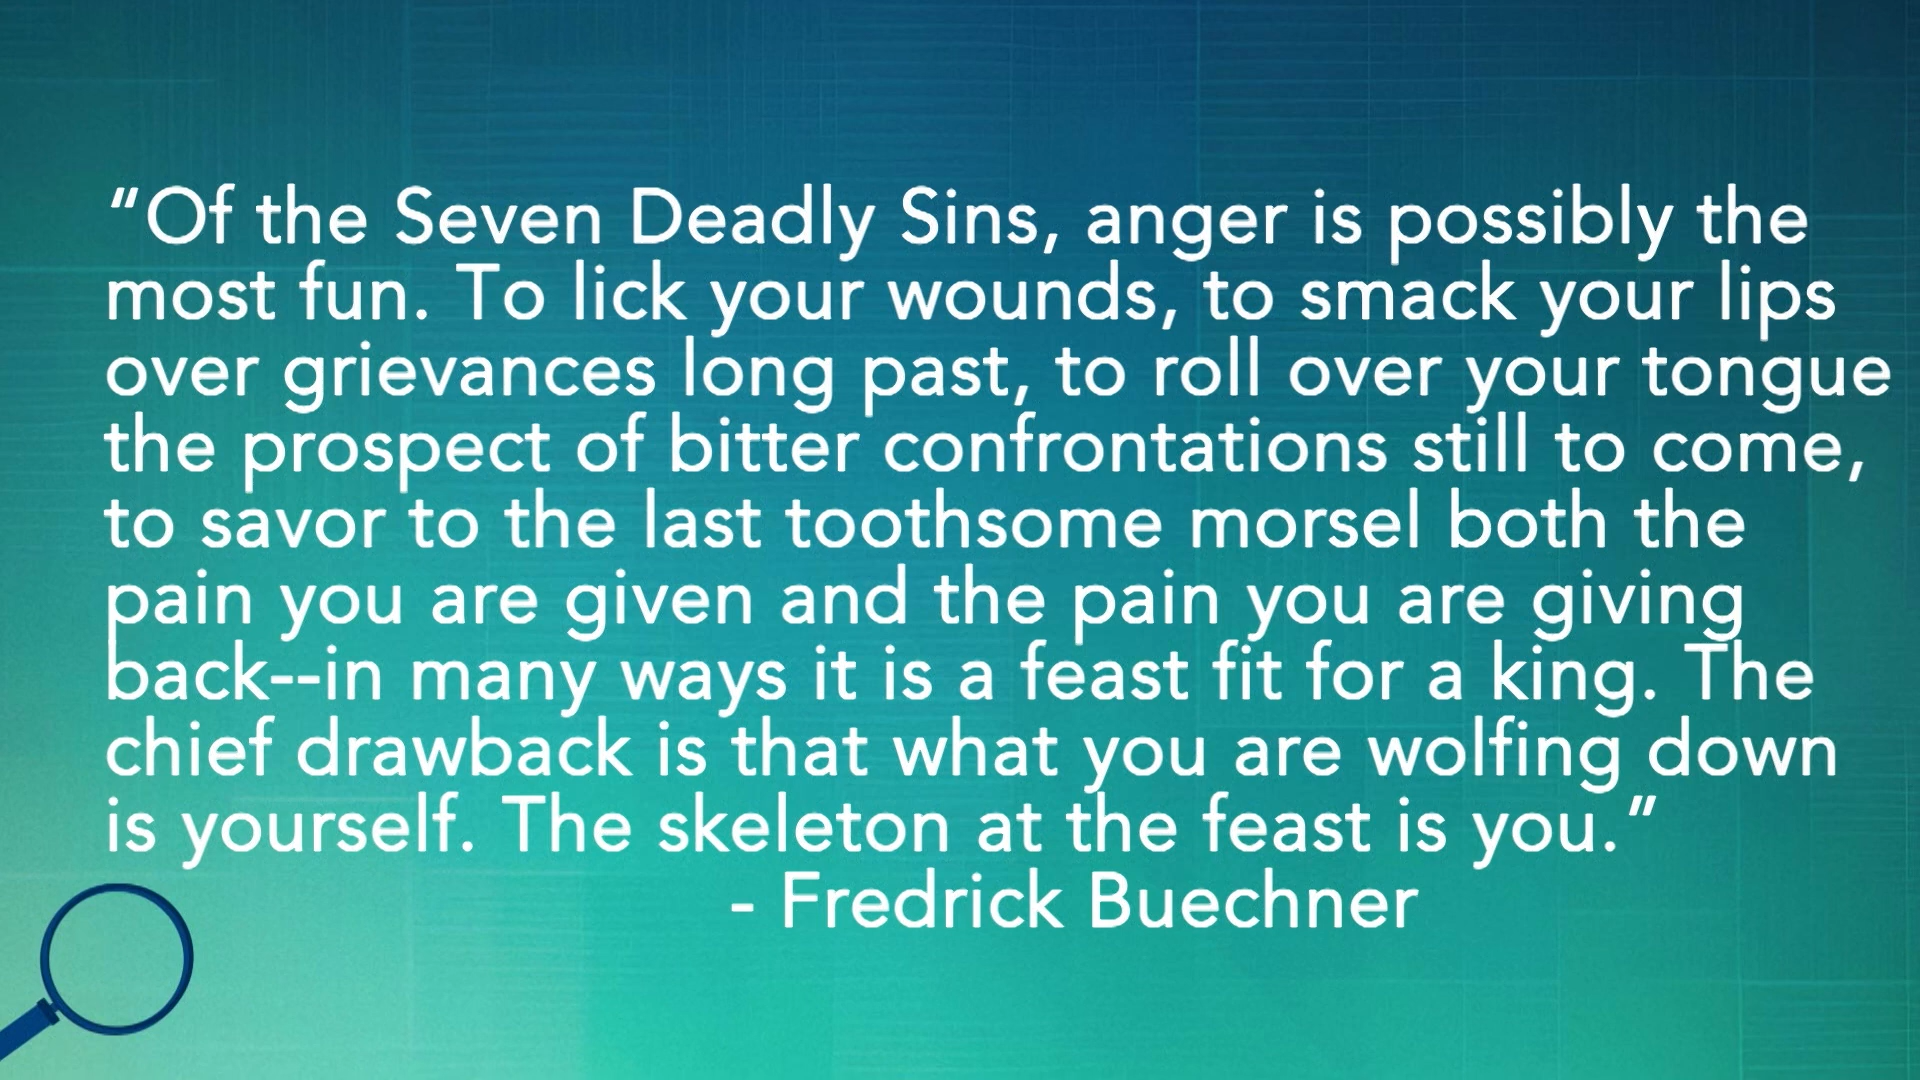 “Of the Seven Deadly Sins, anger is possibly the
most fun. To lick your wounds, to smack your lips
over grievances long past, to roll over your tongue
the prospect of bitter confrontations still to come,
to savor to the last toothsome morsel both the
pain you are given and the pain you are giving
back--in many ways it is a feast fit for a king. The
chief drawback is that what you are wolfing down
is yourself. The skeleton at the feast is you.”
- Fredrick Buechner